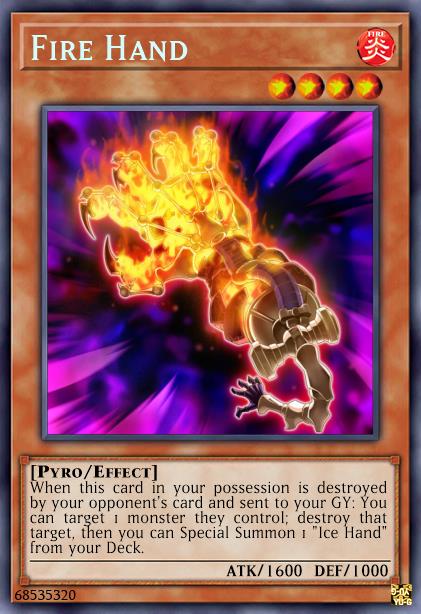 FIRE HAND
FIRE
炎
[PYRO/EFFECT]
When this card in your possession is destroyed
by your opponent's card and sent to your GY: You
can target 1 monster they control; destroy that
target, then you can Special Summon 1 "Ice Hand"
from your Deck.
ATK/1600 DEF/1000
68535320